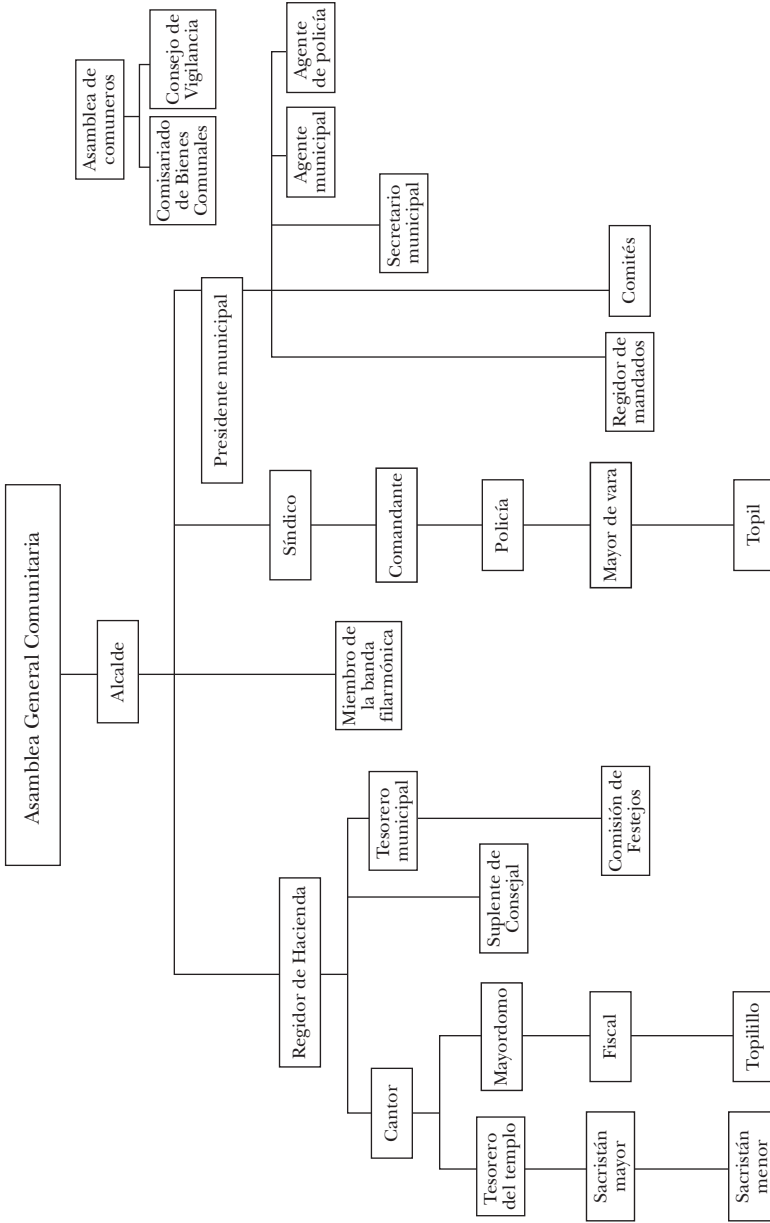 Asamblea General Comunitaria
Asamblea de
comuneros
Alcalde
Comisariado
de Bienes
Comunales
Consejo de
Vigilancia
Regidor de Hacienda
Miembro de
la banda
filarmónica
Síndico
Presidente municipal
Cantor
Tesorero
municipal
Comandante
Secretario
municipal
Agente
municipal
Agente
de policía
Tesorero
del templo
Mayordomo
Suplente de
Consejal
Policía
Sacristán
mayor
Fiscal
Comisión de
Festejos
Mayor de vara
Regidor de
mandados
Comités
Sacristán
menor
Topilillo
Topil